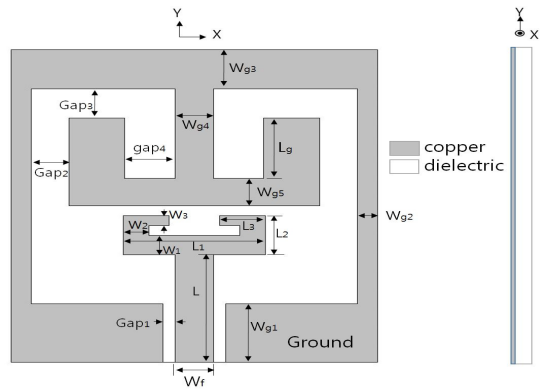 Y
X
Y
X
Wg3
Gap3
Wg4
gap4
Lg
copper
dielectric
Gap2
Wg5
W3
Wg2
W2
L3
L2
W1
L1
L
Gap1
Wg1
Ground
Wf